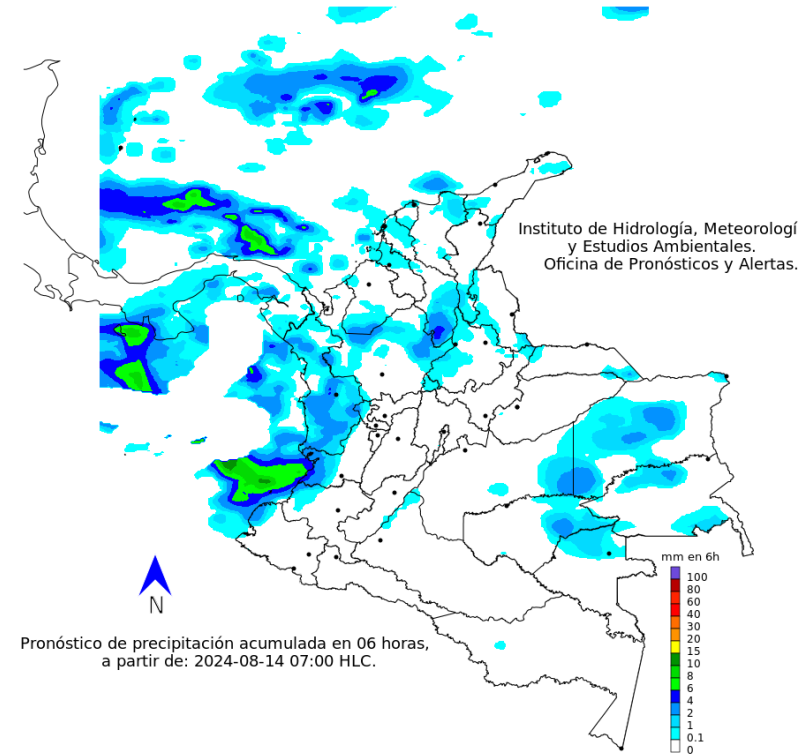 Instituto de Hidrología, Meteorologí
y Estudios Ambientales.
Oficina de Pronósticos y Alertas.
mm en 6h
100
80
60
40
30
20
15
10
8
6
4
2
1
0.1
0
N
Pronóstico de precipitación acumulada en 06 horas,
a partir de: 2024-08-14 07:00 HLC.